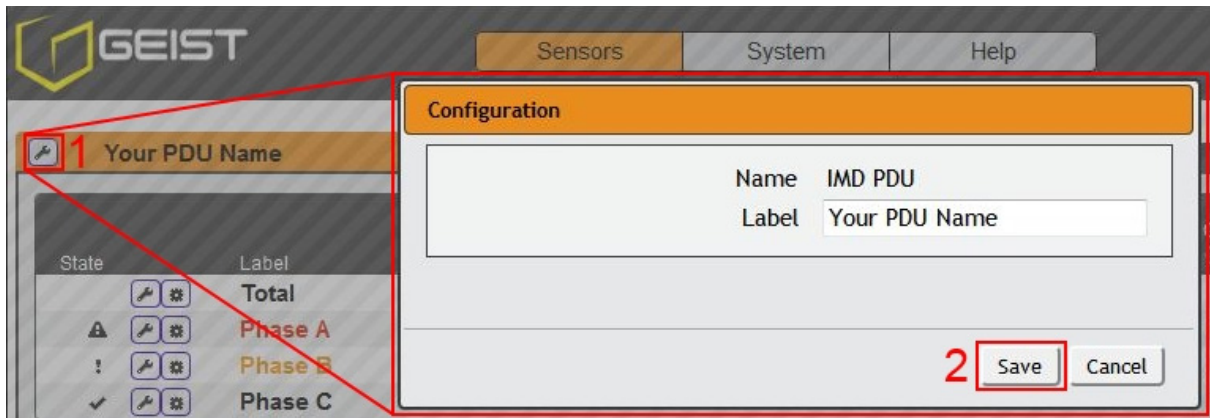 GEIST
Sensors System Help
Configuration
1 Your PDU Name
Name IMD PDU
Label Your PDU Name
State Label
Total
Phase A
Phase B
Phase C
2 Save Cancel